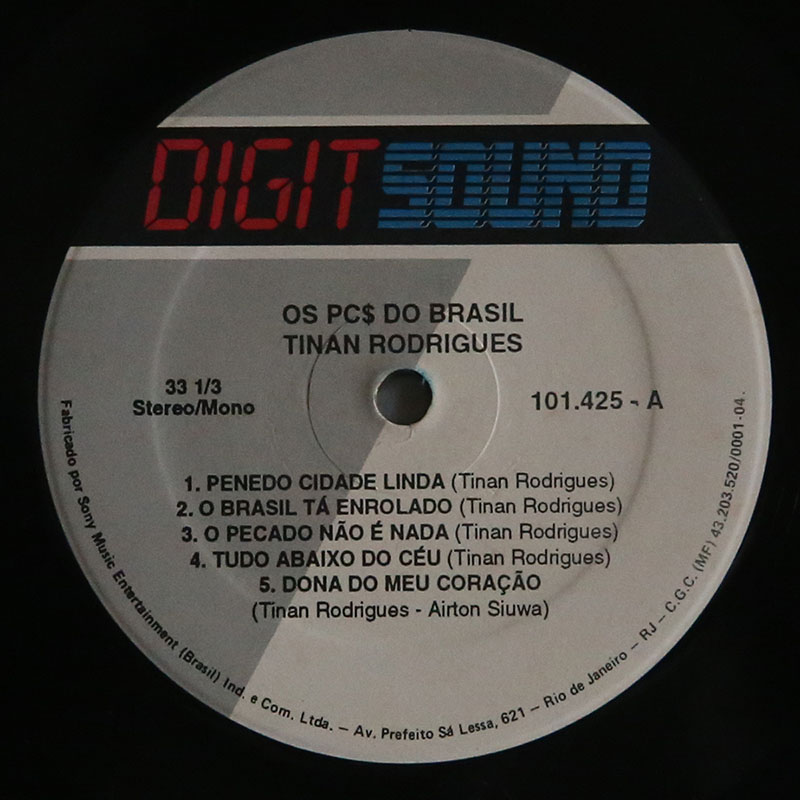 DIGITSOUND
OS PC$ DO BRASIL
TINAN RODRIGUES
33 1/3
Stereo/Mono
101.425 - A
1. PENEDO CIDADE LINDA (Tinan Rodrigues)
2. O BRASIL TÁ ENROLADO (Tinan Rodrigues)
3. O PECADO NÃO É NADA (Tinan Rodrigues)
4. TUDO ABAIXO DO CÉU (Tinan Rodrigues)
5. DONA DO MEU CORAÇÃO
(Tinan Rodrigues - Airton Siuwa)
Fabricado por Sony Music Entertainment (Brasil) Ind. e Com. Ltda. – Av. Prefeito Sá Lessa, 621 – Rio de Janeiro – RJ – C.G.C. (MF) 43.203.520/0001-04.